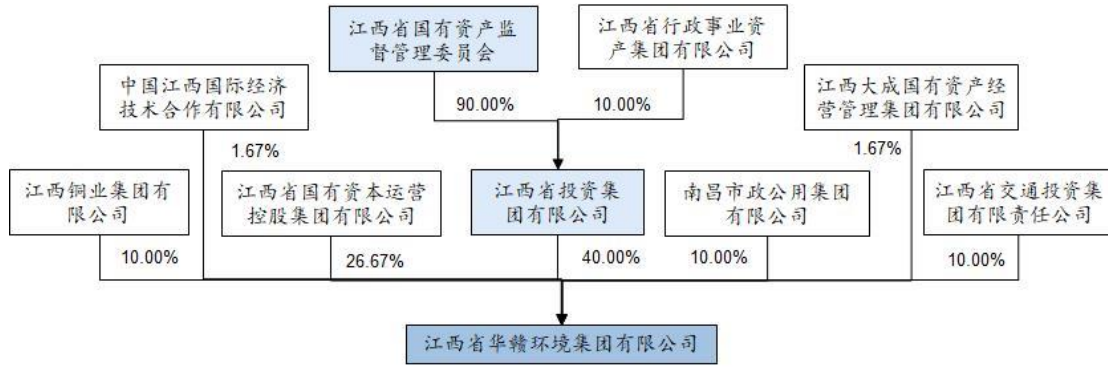 江西省国有资产监
督管理委员会
江西省行政事业资
产集团有限公司
中国江西国际经济
技术合作有限公司
江西大成国有资产经
营管理集团有限公司
90.00%
10.00%
1.67%
1.67%
江西铜业集团有
限公司
江西省国有资本运营
控股集团有限公司
江西省投资集
团有限公司
南昌市政公用集团
有限公司
江西省交通投资集
团有限责任公司
10.00%
26.67%
40.00%
10.00%
10.00%
江西省华赣环境集团有限公司